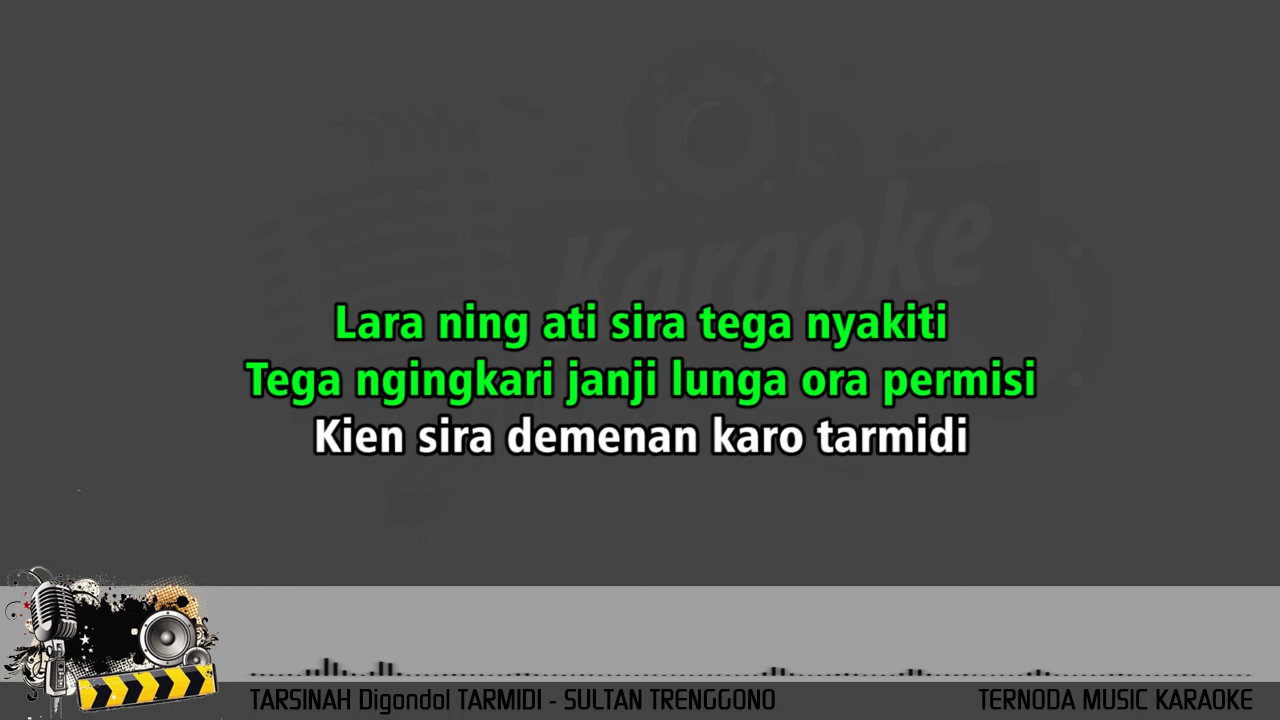 Karaoke
Lara ning ati sira tega nyakiti
Tega ngingkari janji lunga ora permisi
Kien sira demenan karo tarmidi
TARSINAH Digondol TARMIDI - SULTAN TRENGGONO
TERNODA MUSIC KARAOKE